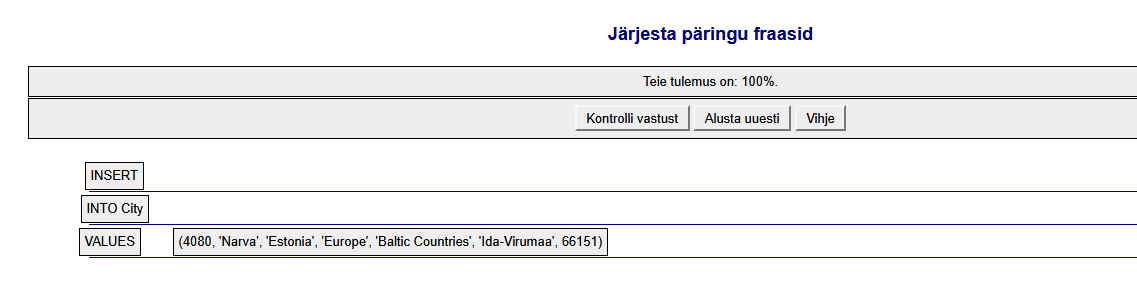 Järjesta päringu fraasid
Teie tulemus on: 100%.
Kontrolli vastust Alusta uuesti Vihje
INSERT
INTO City
VALUES (4080, 'Narva', 'Estonia', 'Europe', 'Baltic Countries', 'Ida-Virumaa', 66151)